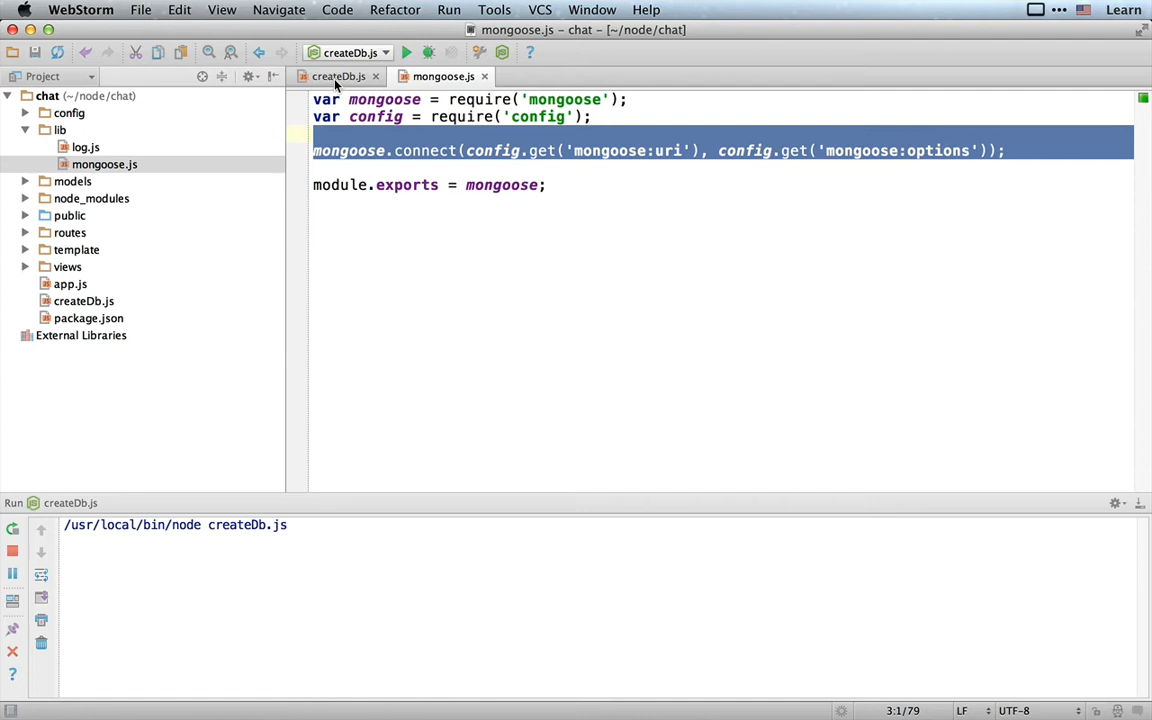 WebStorm File Edit View Navigate Code Refactor Run Tools VCS Window Help Learn
mongoose.js - chat - [~/node/chat]
createDb.js
Project createDb.js mongoose.js
chat (~/node/chat)
config
lib
log.js
mongoose.js
models
node_modules
public
routes
template
views
app.js
createDb.js
package.json
External Libraries
var mongoose = require('mongoose');
var config = require('config');
mongoose.connect(config.get('mongoose:uri'), config.get('mongoose:options'));
module.exports = mongoose;
Run createDb.js
/usr/local/bin/node createDb.js
3:1/79 LF UTF-8